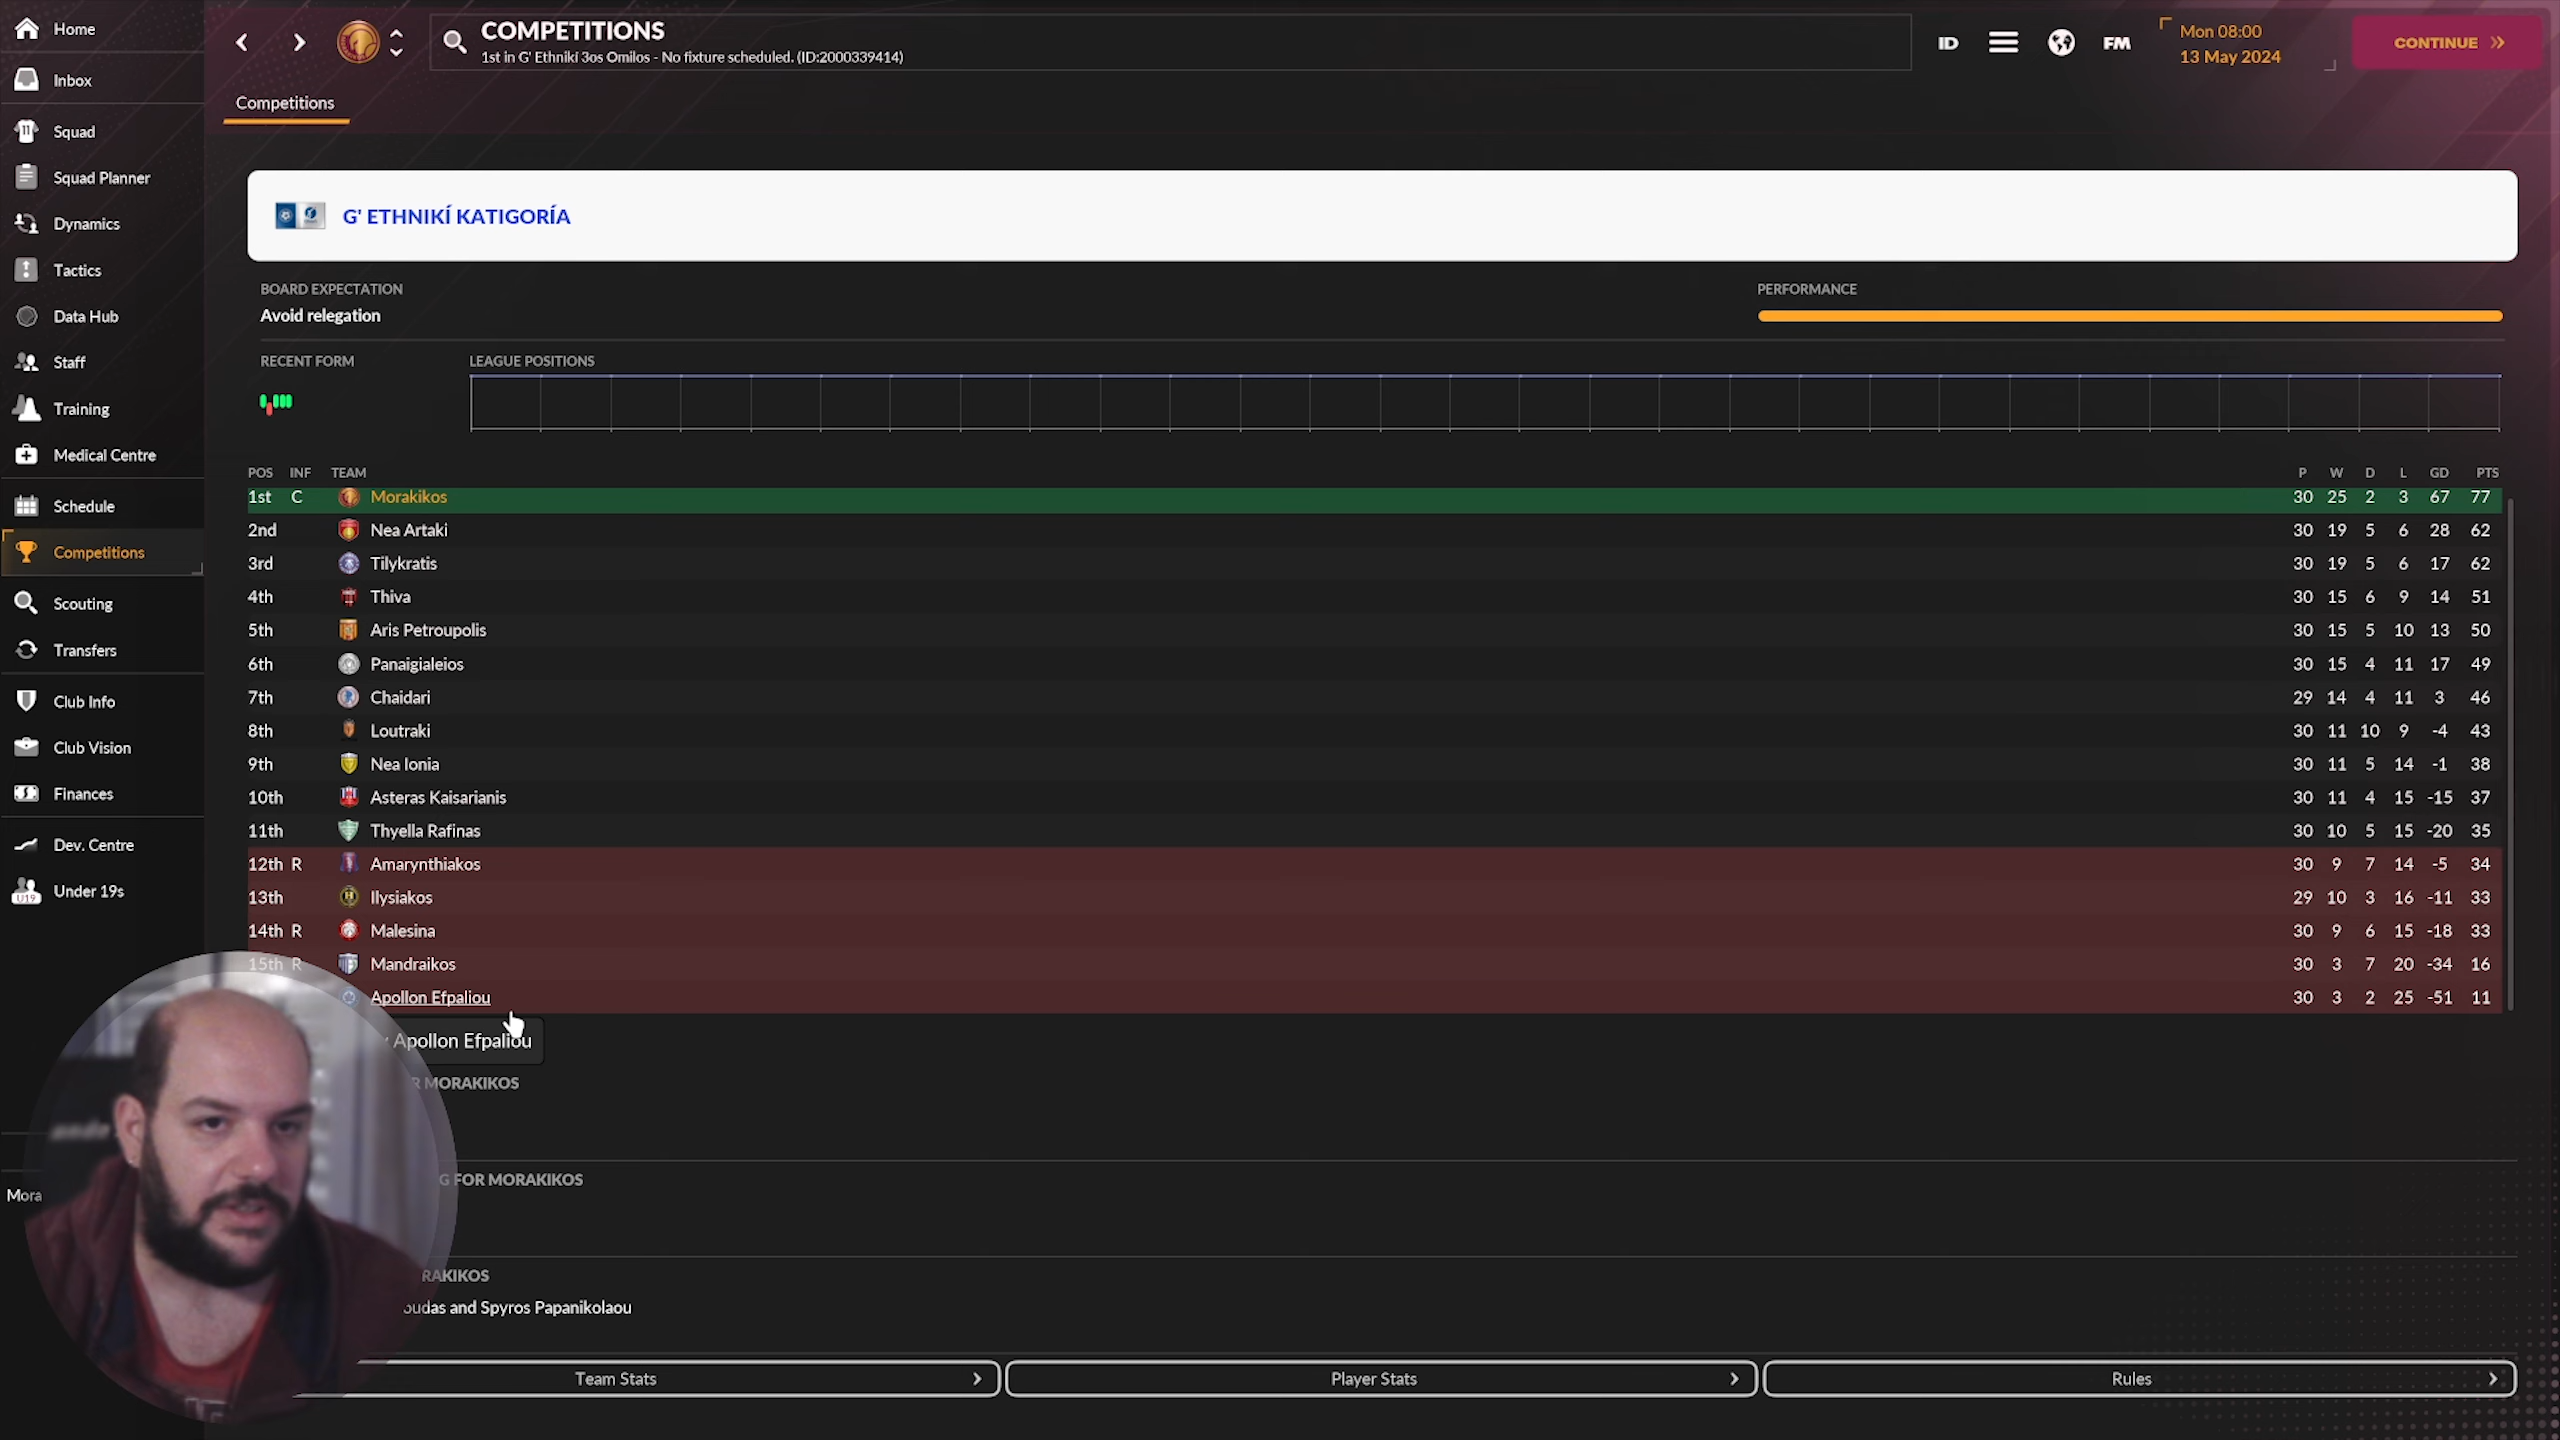 Home
Inbox
Squad
Squad Planner
Dynamics
Tactics
Data Hub
Staff
Training
Medical Centre
Schedule
Competitions
Scouting
Transfers
Club Info
Club Vision
Finances
Dev. Centre
Under 19s
Mora
COMPETITIONS
1st in G' Ethnikí 3os Omilos - No fixture scheduled. (ID:2000339414)
ID
FM
Mon 08:00
13 May 2024
CONTINUE
Competitions
G' ETHNIKÍ KATIGORÍA
BOARD EXPECTATION
Avoid relegation
PERFORMANCE
RECENT FORM
LEAGUE POSITIONS
POS INF TEAM P W D L GD PTS
1st C Morakikos 30 25 2 3 67 77
2nd Nea Artaki 30 19 5 6 28 62
3rd Tilykratis 30 19 5 6 17 62
4th Thiva 30 15 6 9 14 51
5th Aris Petroupolis 30 15 5 10 13 50
6th Panaigialeios 30 15 4 11 17 49
7th Chaidari 29 14 4 11 3 46
8th Loutraki 30 11 10 9 -4 43
9th Nea Ionia 30 11 5 14 -1 38
10th Asteras Kaisarianis 30 11 4 15 -15 37
11th Thyella Rafinas 30 10 5 15 -20 35
12th R Amarynthiakos 30 9 7 14 -5 34
13th Ilysiakos 29 10 3 16 -11 33
14th R Malesina 30 9 6 15 -18 33
15th R Mandraikos 30 3 7 20 -34 16
Apollon Efpaliou 30 3 2 25 -51 11
Apollon Efpaliou
R MORAKIKOS
G FOR MORAKIKOS
RAKIKOS
oudas and Spyros Papanikolaou
Team Stats
Player Stats
Rules